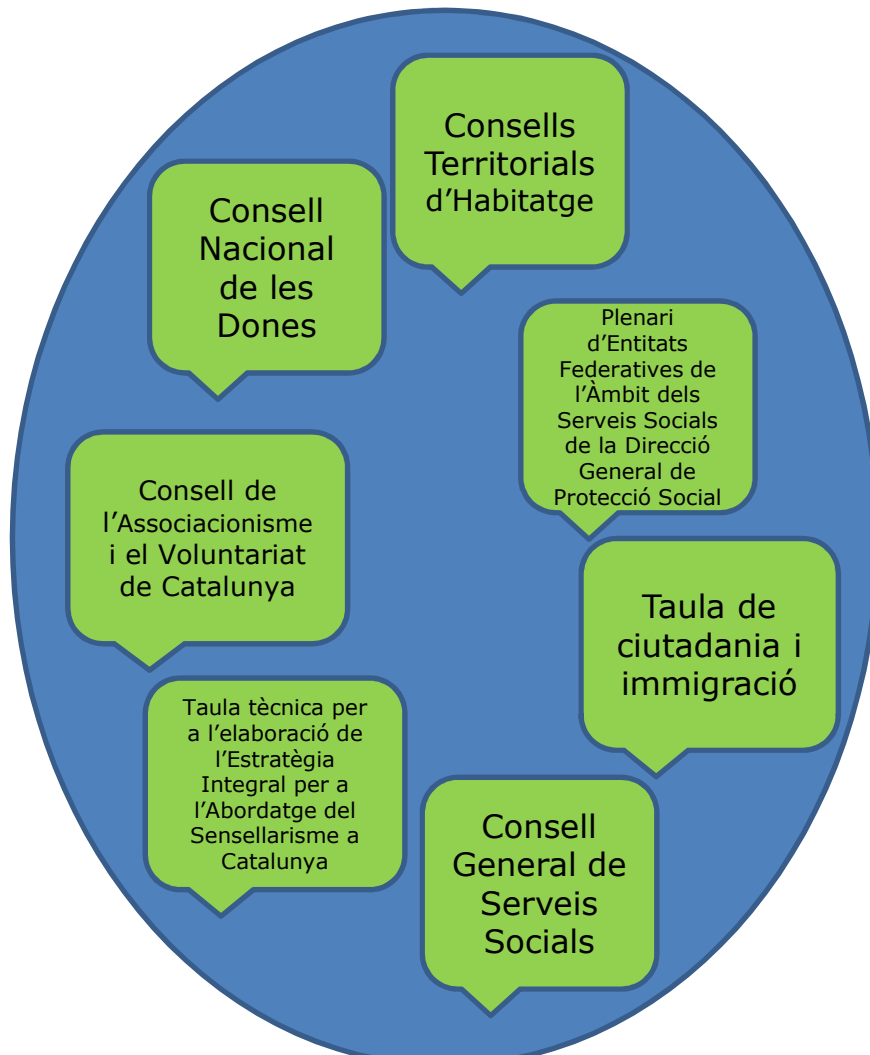 Consells
Territorials
d'Habitatge
Consell
Nacional
de les
Dones
Plenari
d'Entitats
Federatives de
l'Àmbit dels
Serveis Socials
de la Direcció
General de
Protecció Social
Consell de
l'Associacionisme
i el Voluntariat
de Catalunya
Taula de
ciutadania i
immigració
Taula tècnica per
a l'elaboració de
l'Estratègia
Integral per a
l'Abordatge del
Sensellarisme a
Catalunya
Consell
General de
Serveis
Socials